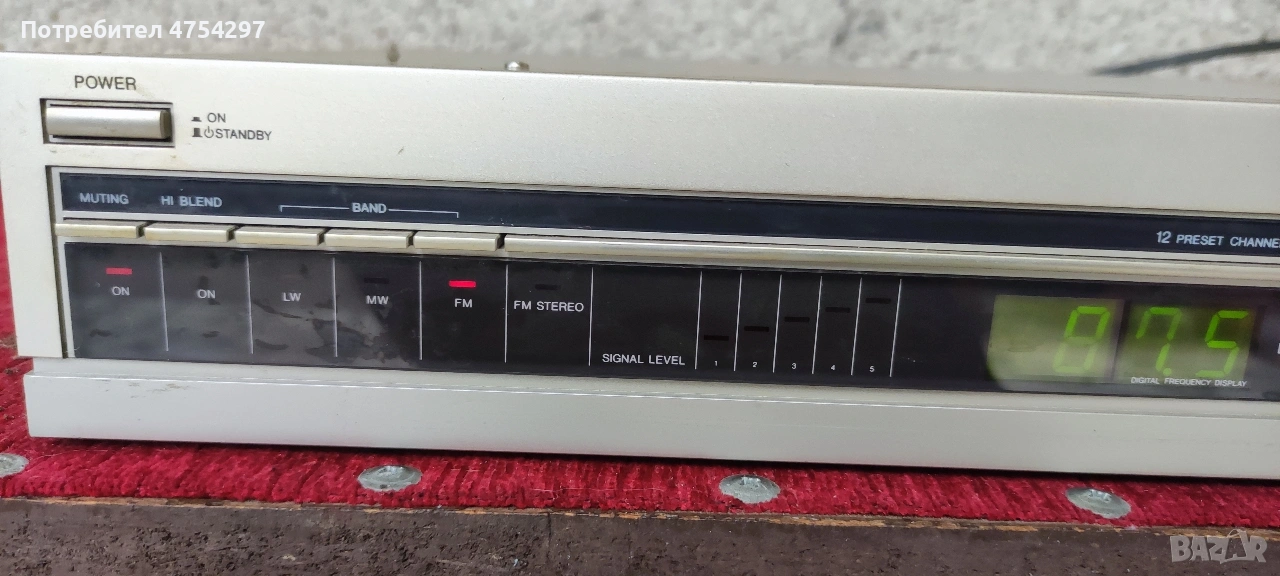 Потребител 4754297
POWER
ON
STANDBY
MUTING HI BLEND BAND
12 PRESET CHANNE
ON ON LW MW FM FM STEREO
SIGNAL LEVEL 1 2 3 4 5
87.5
DIGITAL FREQUENCY DISPLAY
BAZAR